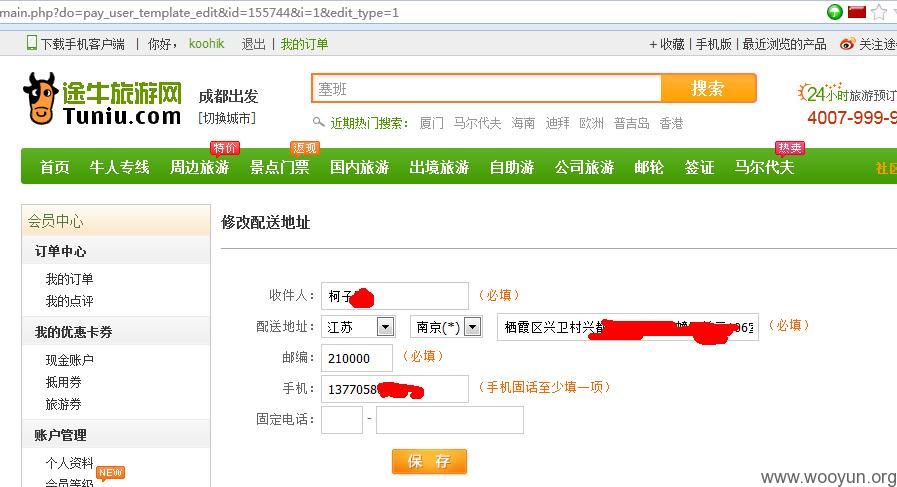 main.php?do=pay_user_template_edit&id=155744&i=1&edit_type=1
下载手机客户端 | 你好, koohik 退出 | 我的订单 + 收藏 | 手机版 | 最近浏览的产品 关注途
途牛旅游网
Tuniu.com
成都出发
[切换城市]
塞班 搜索
近期热门搜索： 厦门 马尔代夫 海南 迪拜 欧洲 普吉岛 香港
24小时旅游预订
4007-999-9
特价 返现 热卖
首页 牛人专线 周边旅游 景点门票 国内旅游 出境旅游 自助游 公司旅游 邮轮 签证 马尔代夫 社区
会员中心
订单中心
我的订单
我的点评
我的优惠卡券
现金账户
抵用券
旅游券
账户管理
个人资料
NEW
会员等级
修改配送地址
收件人： 柯子 （必填）
配送地址： 江苏 南京(*) 栖霞区兴卫村兴都 （必填）
邮编： 210000 （必填）
手机： 1377058 （手机固话至少填一项）
固定电话： -
保 存
www.wooyun.org